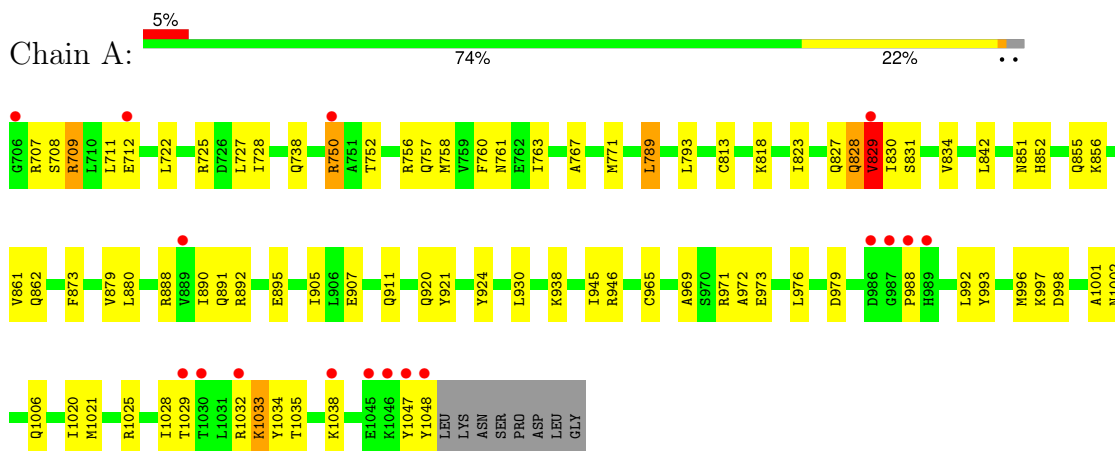 5%
Chain A:
74% 22% • •
G706 R707 S708 R709 L710 L711 E712 L722 R725 D726 L727 I728 Q738 R750 A751 T752 R756 Q757 M758 V759 F760 N761 E762 I763 A767 M771 L789 L793 C813 K818 I823 Q827 Q828 V829 I830 S831 V834 L842 N851 H852 Q855 K856
V861 Q862 F873 V879 L880 R888 V889 I890 Q891 R892 E895 I905 L906 E907 Q911 Q920 Y921 Y924 L930 K938 I945 R946 C965 A969 S970 R971 A972 E973 L976 D979 D986 G987 P988 H989 L992 Y993 M996 K997 D998 A1001
Q1006 I1020 M1021 R1025 I1028 T1029 T1030 L1031 R1032 K1033 Y1034 T1035 K1038 E1045 K1046 Y1047 Y1048 LEU LYS ASN SER PRO ASP LEU GLY